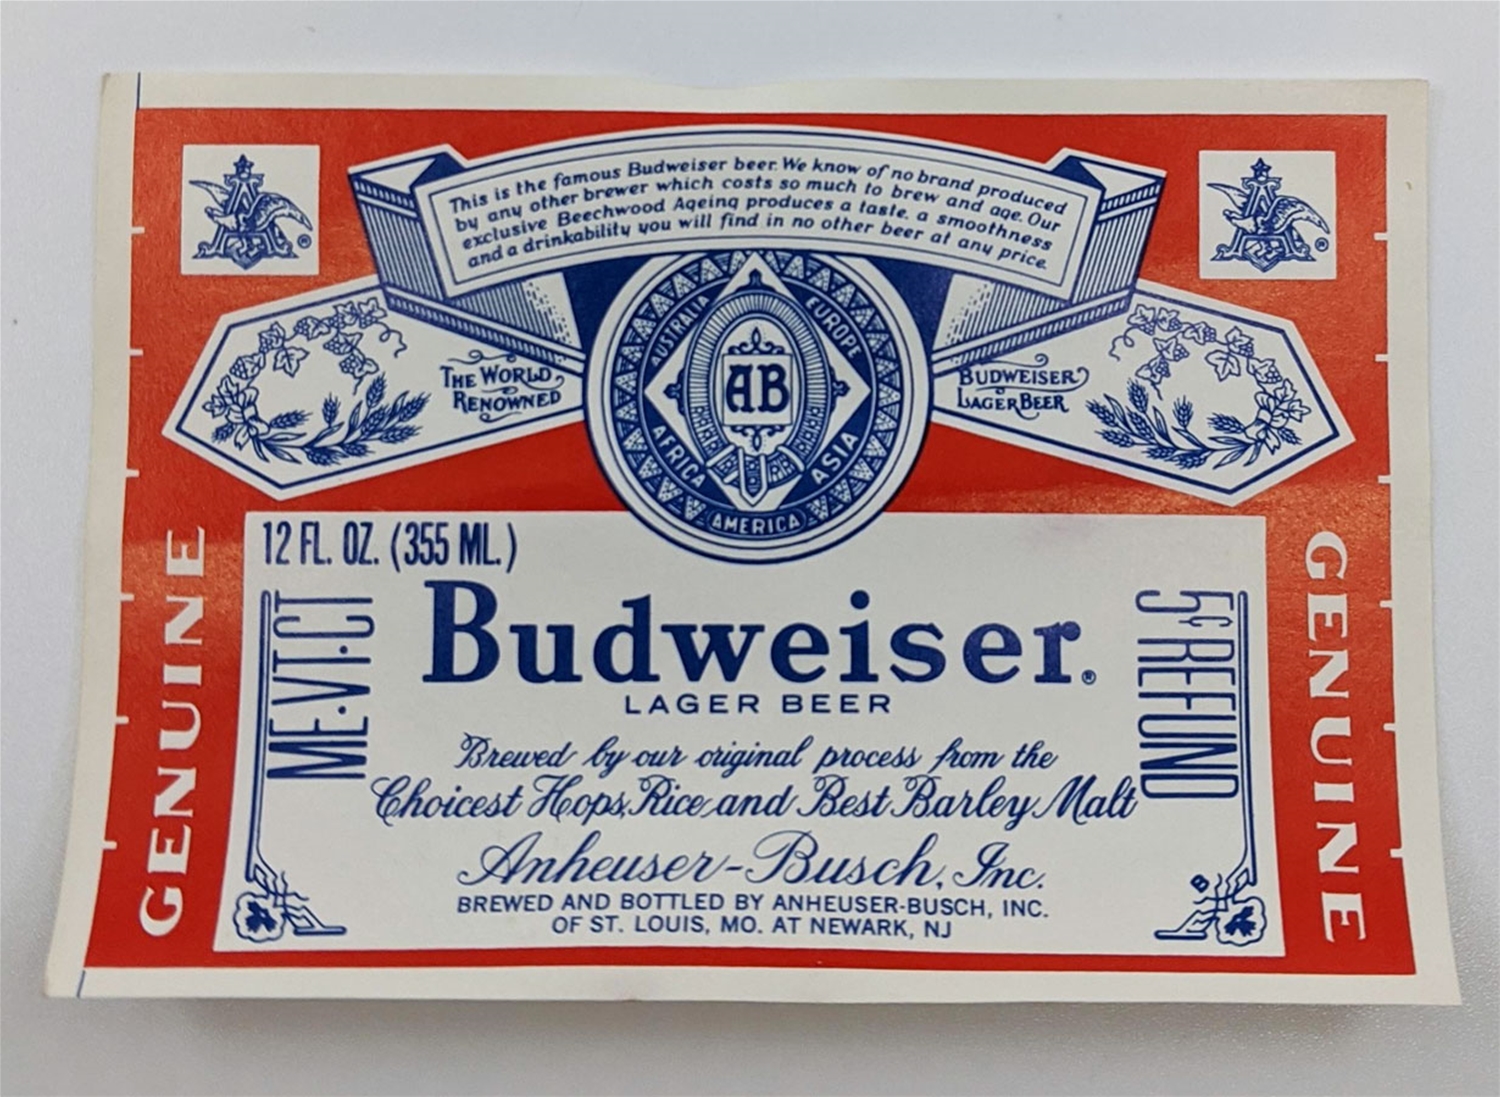 This is the famous Budweiser beer. We know of no brand produced
by any other brewer which costs so much to brew and age. Our
exclusive Beechwood Ageing produces a taste, a smoothness
and a drinkability you will find in no other beer at any price.
THE WORLD
RENOWNED
AUSTRALIA
EUROPE
AB
AFRICA
ASIA
AMERICA
BUDWEISER
LAGER BEER
®
®
GENUINE
12 FL. OZ. (355 ML.)
ME·VT·CT
Budweiser®
LAGER BEER
5¢ REFUND
GENUINE
Brewed by our original process from the
Choicest Hops, Rice and Best Barley Malt
Anheuser-Busch, Inc.
BREWED AND BOTTLED BY ANHEUSER-BUSCH, INC.
OF ST. LOUIS, MO. AT NEWARK, NJ